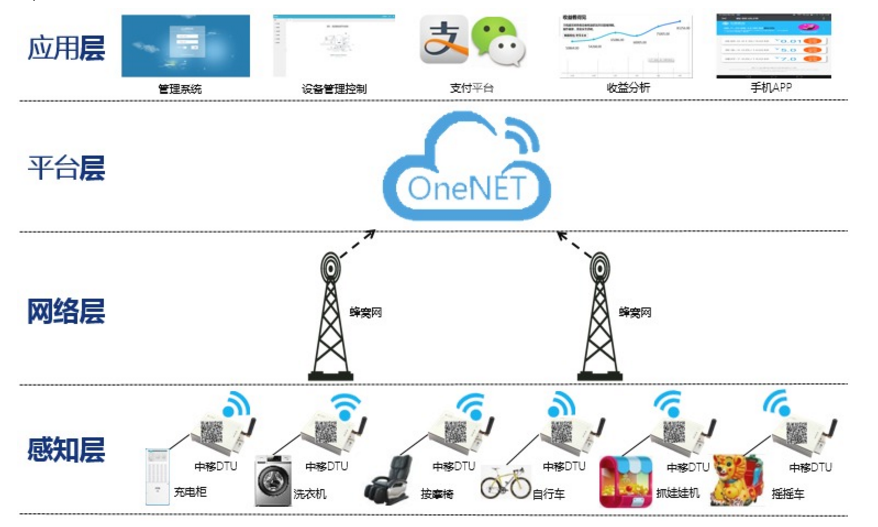 应用层
管理系统
设备管理控制
支付平台
收益分析
手机APP
平台层
OneNET
网络层
蜂窝网
蜂窝网
感知层
中移DTU
中移DTU
中移DTU
中移DTU
中移DTU
中移DTU
充电柜
洗衣机
按摩椅
自行车
抓娃娃机
摇摇车